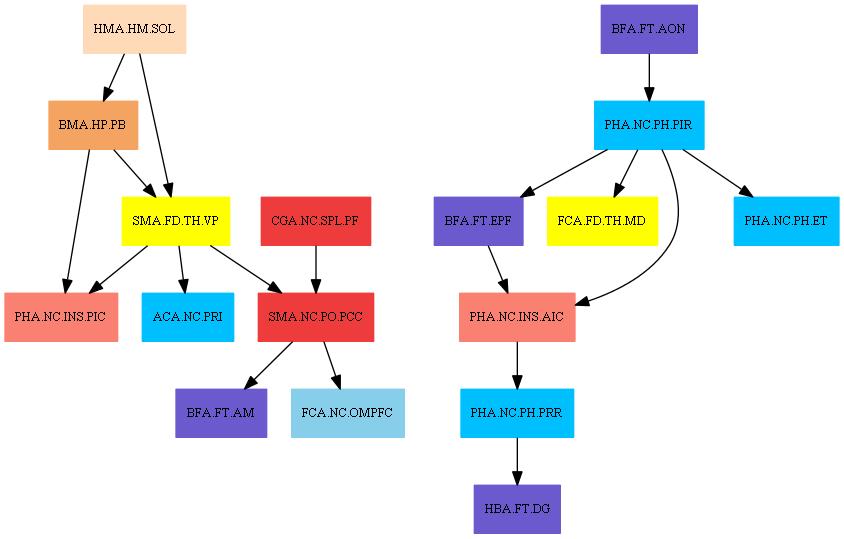 HMA.HM.SOL
BFA.FT.AON
BMA.HP.PB
PHA.NC.PH.PIR
SMA.FD.TH.VP
CGA.NC.SPL.PF
BFA.FT.EPF
FCA.FD.TH.MD
PHA.NC.PH.ET
PHA.NC.INS.PIC
ACA.NC.PRI
SMA.NC.PO.PCC
PHA.NC.INS.AIC
BFA.FT.AM
FCA.NC.OMPFC
PHA.NC.PH.PRR
HBA.FT.DG